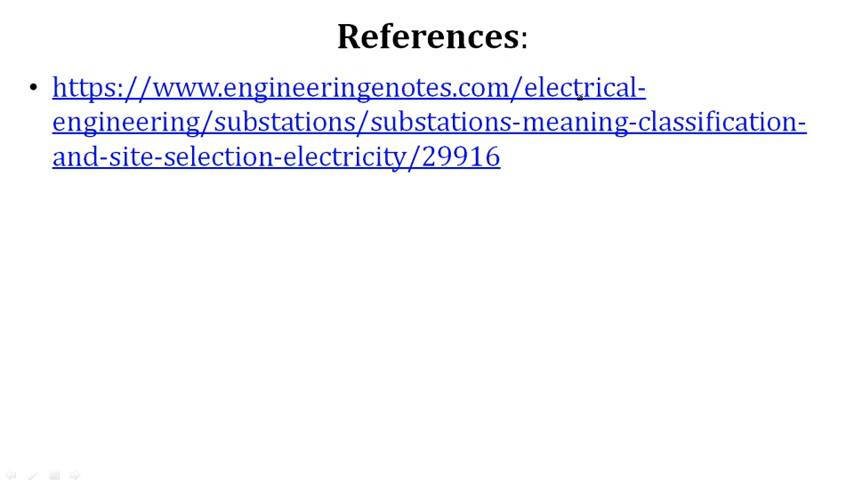 References:
• https://www.engineeringenotes.com/electrical-
engineering/substations/substations-meaning-classification-
and-site-selection-electricity/29916